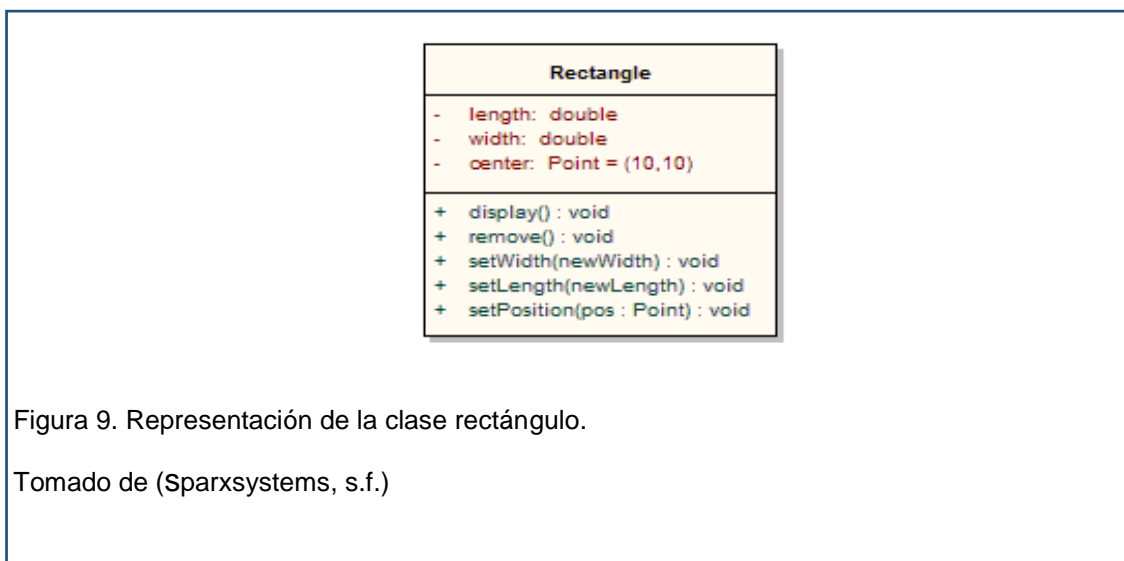 Rectangle
- length: double
- width: double
- center: Point = (10,10)
+ display() : void
+ remove() : void
+ setWidth(newWidth) : void
+ setLength(newLength) : void
+ setPosition(pos : Point) : void
Figura 9. Representación de la clase rectángulo.
Tomado de (Sparxsystems, s.f.)